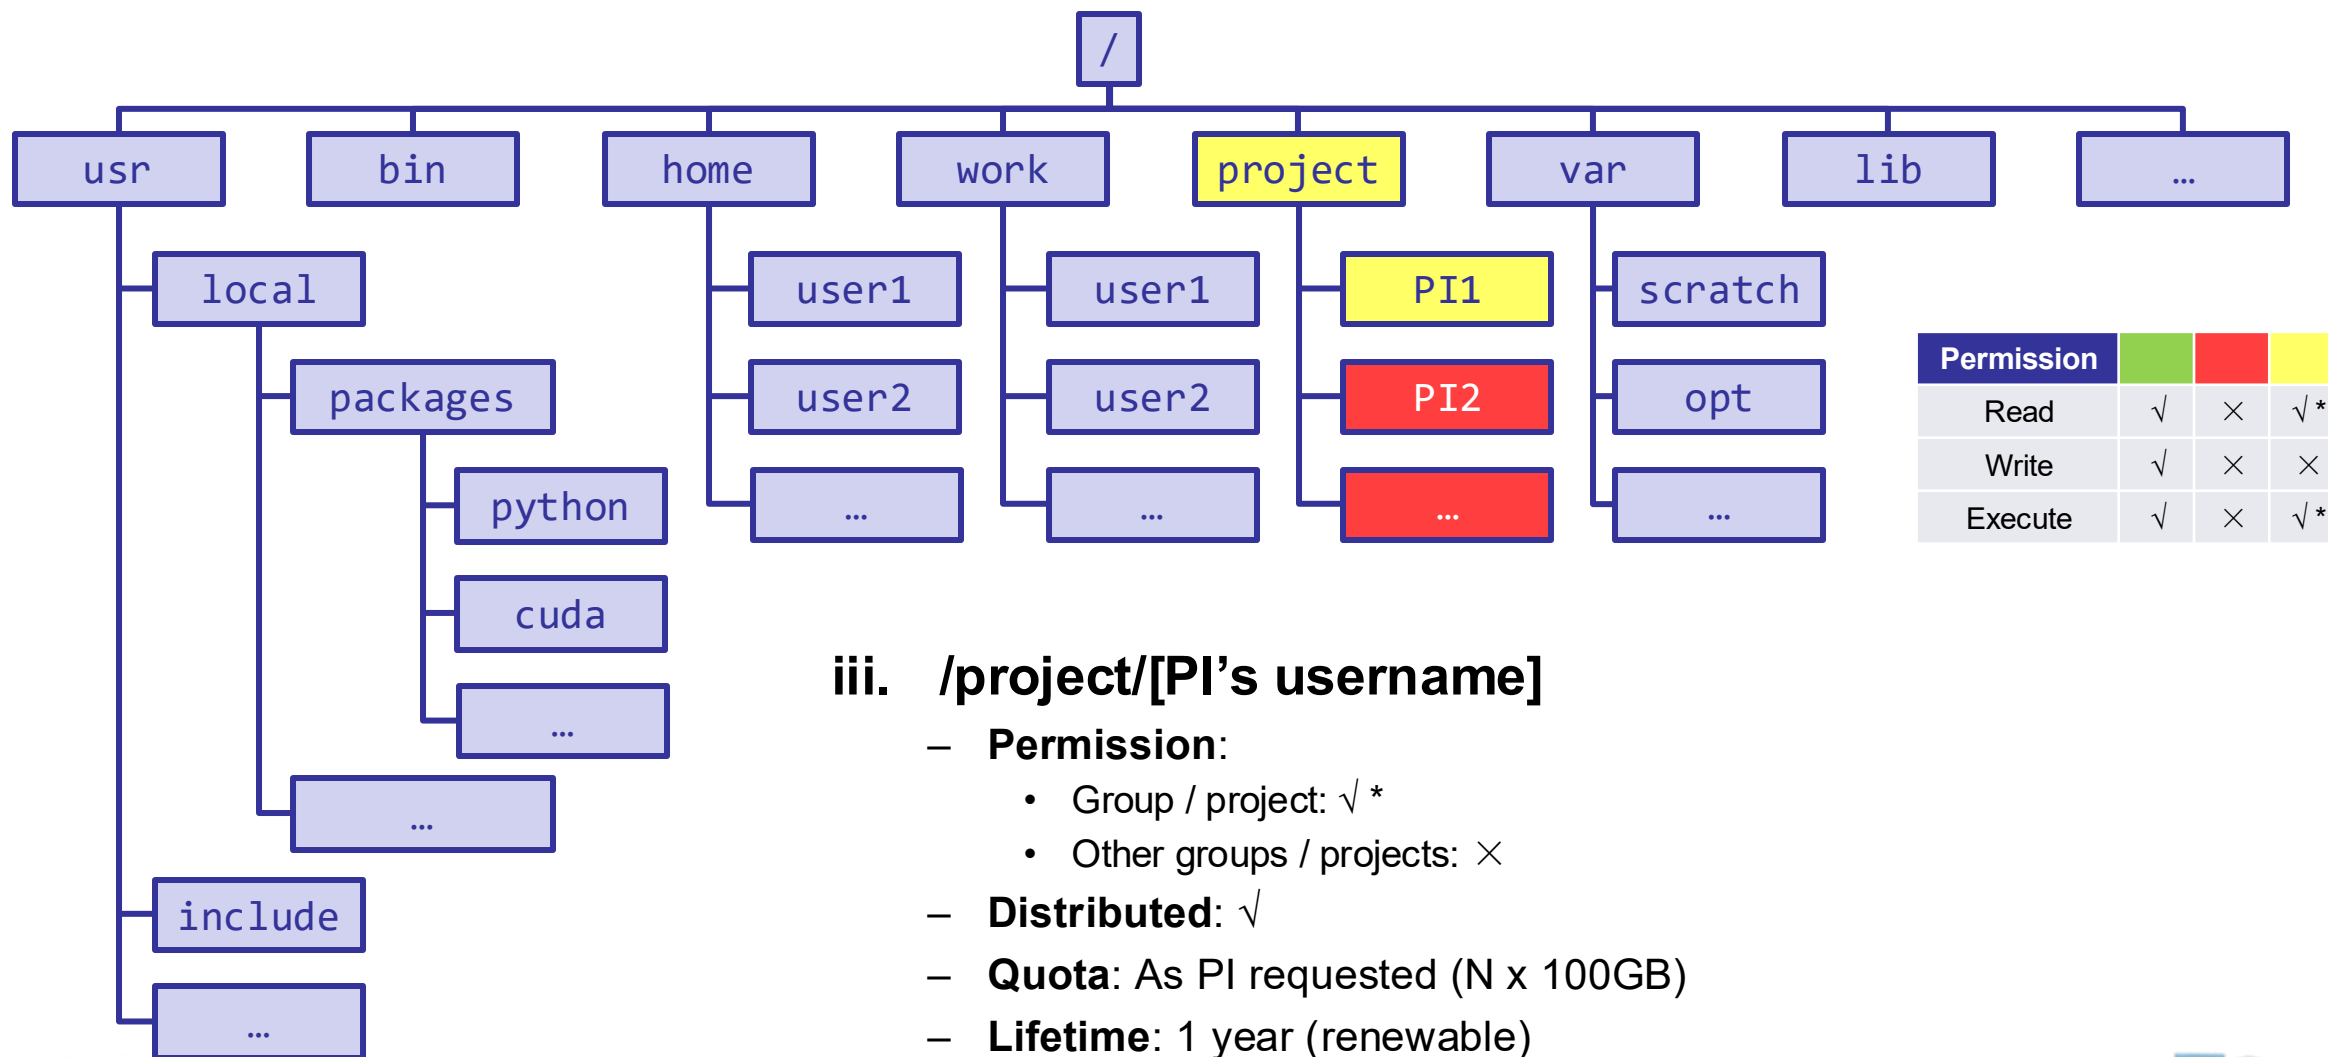 /
usr bin home work project var lib …
local user1 user1 PI1 scratch
packages user2 user2 PI2 opt
python … … … …
cuda
…
…
include
…
Permission
Read √ × √ *
Write √ × ×
Execute √ × √ *
iii. /project/[PI’s username]
– Permission:
• Group / project: √ *
• Other groups / projects: ×
– Distributed: √
– Quota: As PI requested (N x 100GB)
– Lifetime: 1 year (renewable)